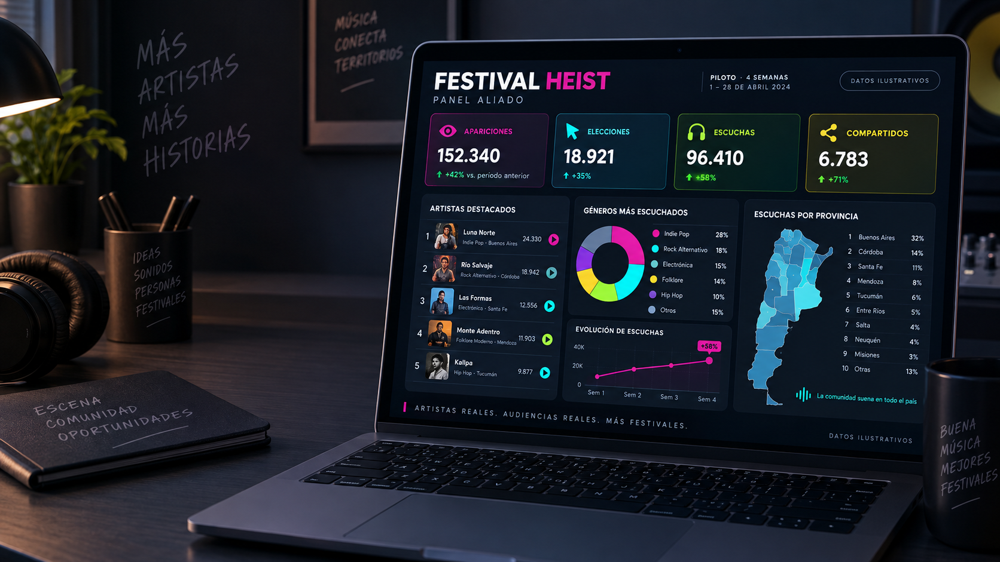 MÁS
ARTISTAS
MÁS
HISTORIAS
MÚSICA
CONECTA
TERRITORIOS
IDEAS
SONIDOS
PERSONAS
FESTIVALES
ESCENA
COMUNIDAD
OPORTUNIDADES
FESTIVAL HEIST
PANEL ALIADO
PILOTO · 4 SEMANAS
1 – 28 DE ABRIL 2024
DATOS ILUSTRATIVOS
APARICIONES
152.340
+42% vs. período anterior
ELECCIONES
18.921
+35%
ESCUCHAS
96.410
+58%
COMPARTIDOS
6.783
+71%
ARTISTAS DESTACADOS
1 Luna Norte 24.330
Indie Pop · Buenos Aires
2 Río Salvaje 18.942
Rock Alternativo · Córdoba
3 Las Formas 12.556
Electrónica · Santa Fe
4 Monte Adentro 11.903
Folklore Moderno · Mendoza
5 Kallpa 9.877
Hip Hop · Tucumán
GÉNEROS MÁS ESCUCHADOS
Indie Pop 28%
Rock Alternativo 18%
Electrónica 15%
Folklore 14%
Hip Hop 10%
Otros 15%
EVOLUCIÓN DE ESCUCHAS
+58%
40K
20K
0
Sem 1 Sem 2 Sem 3 Sem 4
ESCUCHAS POR PROVINCIA
1 Buenos Aires 32%
2 Córdoba 14%
3 Santa Fe 11%
4 Mendoza 8%
5 Tucumán 6%
6 Entre Ríos 5%
7 Salta 4%
8 Neuquén 4%
9 Misiones 3%
10 Otras 13%
La comunidad suena en todo el país
ARTISTAS REALES. AUDIENCIAS REALES. MÁS FESTIVALES.
DATOS ILUSTRATIVOS
BUENA
MÚSICA
MEJORES
FESTIVALES